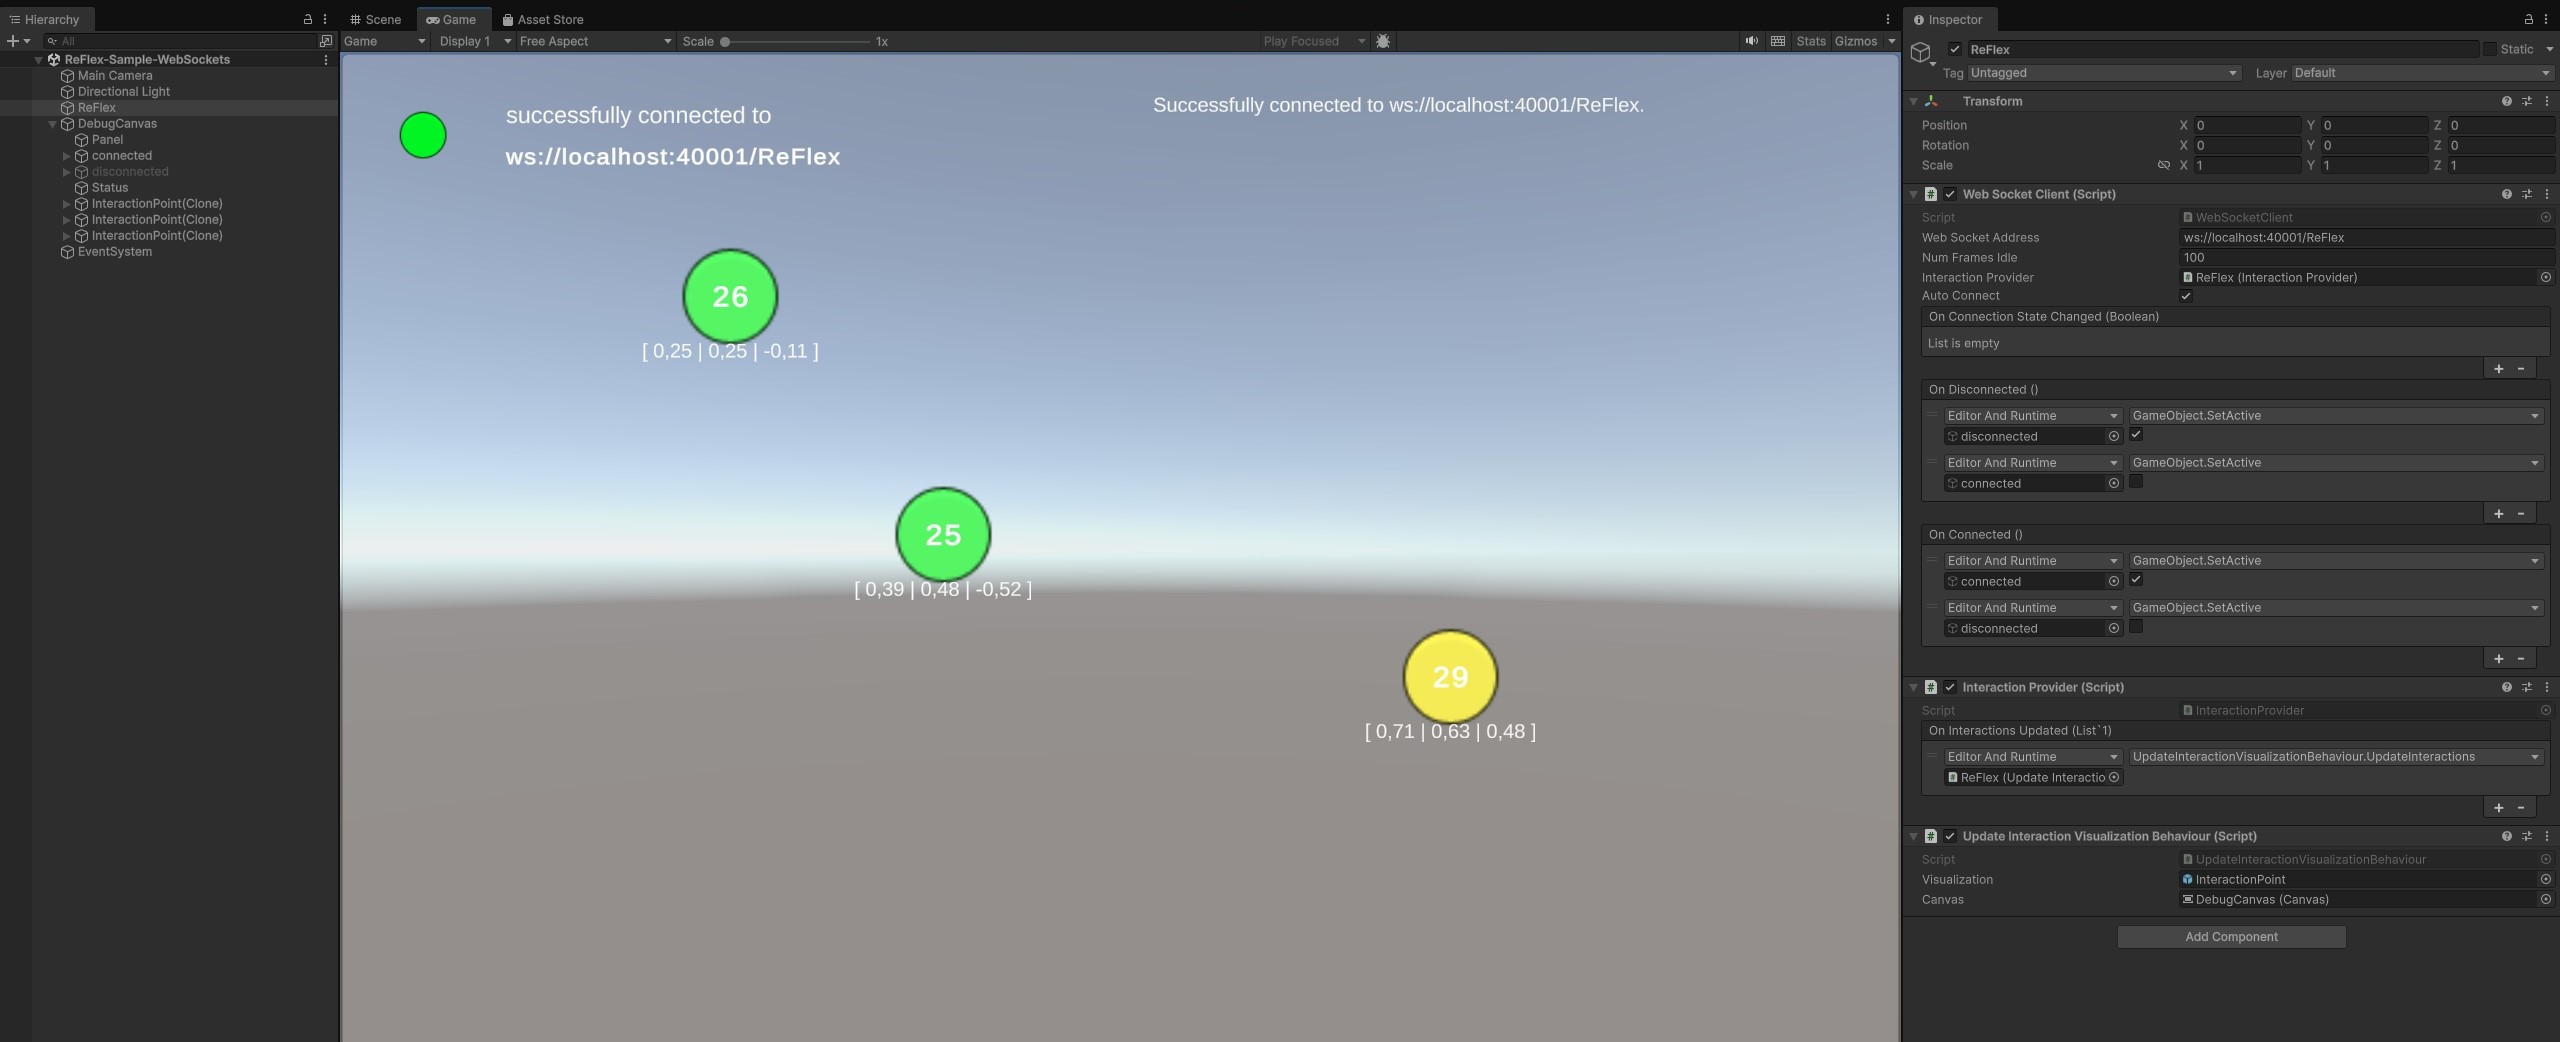 Hierarchy
All
ReFlex-Sample-WebSockets
Main Camera
Directional Light
ReFlex
DebugCanvas
Panel
connected
disconnected
Status
InteractionPoint(Clone)
InteractionPoint(Clone)
InteractionPoint(Clone)
EventSystem
Scene Game Asset Store
Game Display 1 Free Aspect Scale 1x Play Focused Stats Gizmos
successfully connected to
ws://localhost:40001/ReFlex
Successfully connected to ws://localhost:40001/ReFlex.
26
[ 0,25 | 0,25 | -0,11 ]
25
[ 0,39 | 0,48 | -0,52 ]
29
[ 0,71 | 0,63 | 0,48 ]
Inspector
ReFlex Static
Tag Untagged Layer Default
Transform
Position X 0 Y 0 Z 0
Rotation X 0 Y 0 Z 0
Scale X 1 Y 1 Z 1
# Web Socket Client (Script)
Script WebSocketClient
Web Socket Address ws://localhost:40001/ReFlex
Num Frames Idle 100
Interaction Provider ReFlex (Interaction Provider)
Auto Connect
On Connection State Changed (Boolean)
List is empty
+ -
On Disconnected ()
Editor And Runtime GameObject.SetActive
disconnected
Editor And Runtime GameObject.SetActive
connected
+ -
On Connected ()
Editor And Runtime GameObject.SetActive
connected
Editor And Runtime GameObject.SetActive
disconnected
+ -
# Interaction Provider (Script)
Script InteractionProvider
On Interactions Updated (List`1)
Editor And Runtime UpdateInteractionVisualizationBehaviour.UpdateInteractions
ReFlex (Update Interactio
+ -
# Update Interaction Visualization Behaviour (Script)
Script UpdateInteractionVisualizationBehaviour
Visualization InteractionPoint
Canvas DebugCanvas (Canvas)
Add Component